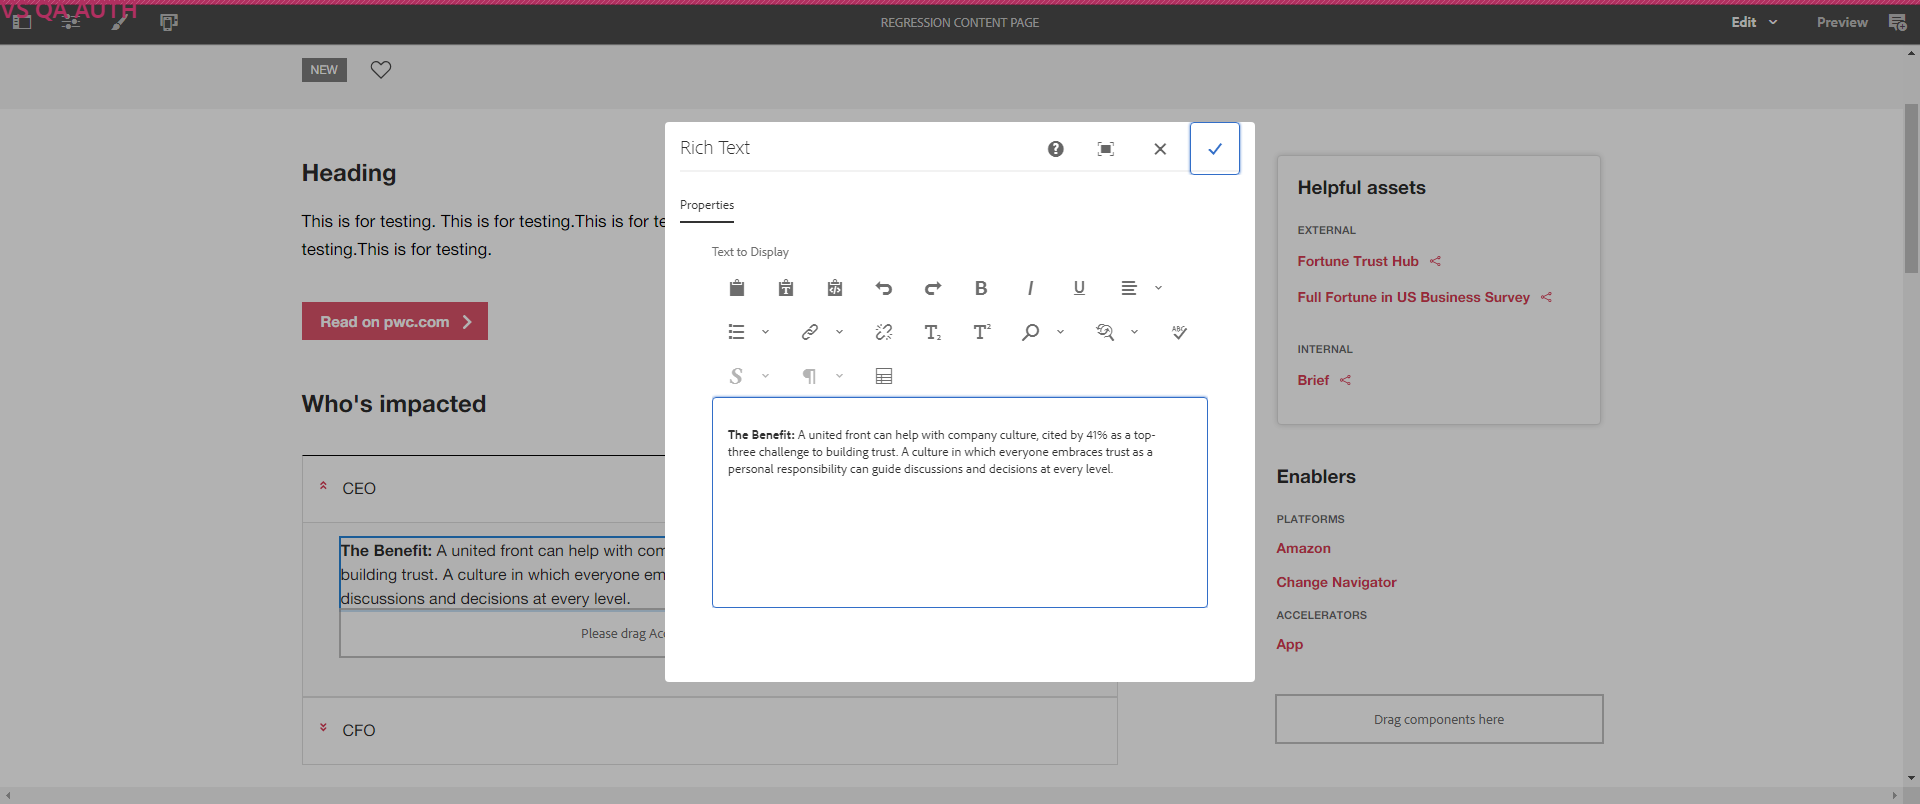 VS QA AUTH
REGRESSION CONTENT PAGE
Edit
Preview
NEW
Heading
This is for testing. This is for testing.This is for te
testing.This is for testing.
Read on pwc.com
Who's impacted
CEO
The Benefit: A united front can help with com
building trust. A culture in which everyone em
discussions and decisions at every level.
Please drag Acc
CFO
Rich Text
Properties
Text to Display
The Benefit: A united front can help with company culture, cited by 41% as a top-
three challenge to building trust. A culture in which everyone embraces trust as a
personal responsibility can guide discussions and decisions at every level.
Helpful assets
EXTERNAL
Fortune Trust Hub
Full Fortune in US Business Survey
INTERNAL
Brief
Enablers
PLATFORMS
Amazon
Change Navigator
ACCELERATORS
App
Drag components here